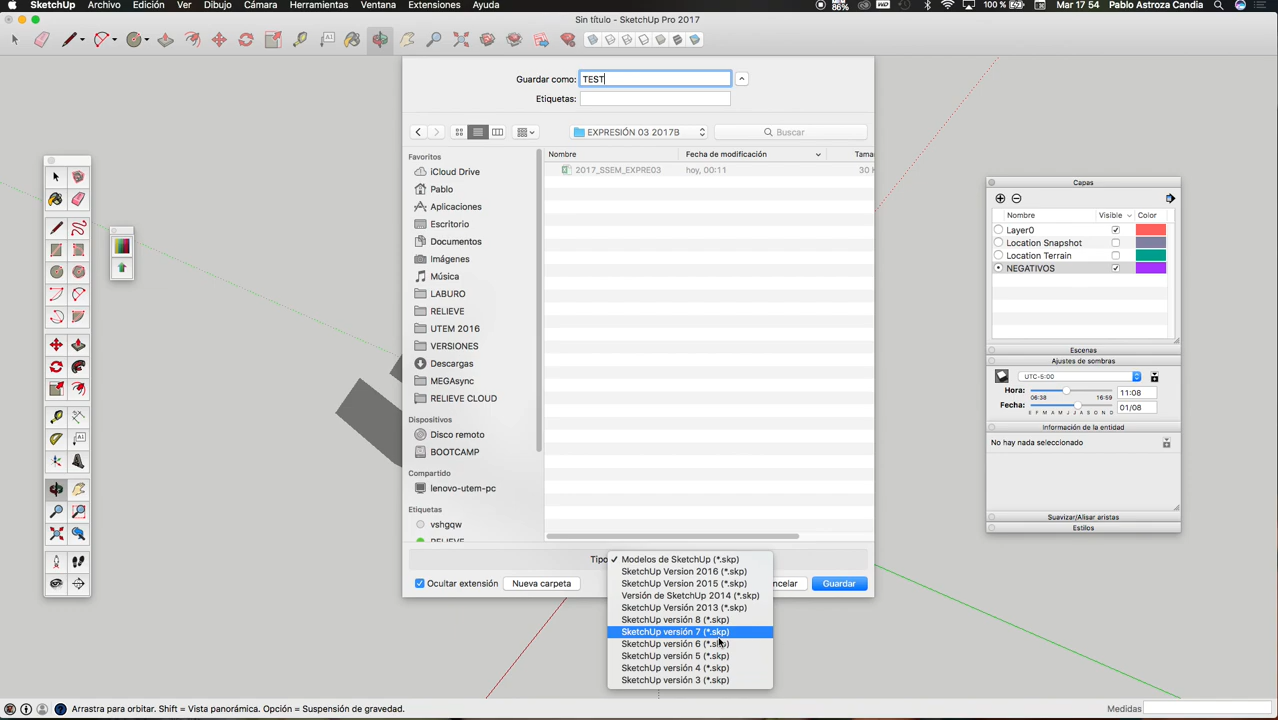 SketchUp Archivo Edición Ver Dibujo Cámara Herramientas Ventana Extensiones Ayuda 86% WD 100 % Mar 17 54 Pablo Astroza Candia
Sin título - SketchUp Pro 2017
Guardar como: TEST
Etiquetas:
EXPRESIÓN 03 2017B Buscar
Favoritos
iCloud Drive
Pablo
Aplicaciones
Escritorio
Documentos
Imágenes
Música
LABURO
RELIEVE
UTEM 2016
VERSIONES
Descargas
MEGAsync
RELIEVE CLOUD
Dispositivos
Disco remoto
BOOTCAMP
Compartido
lenovo-utem-pc
Etiquetas
vshgqw
RELIEVE
Nombre Fecha de modificación Tama
2017_SSEM_EXPRE03 hoy, 00:11 30 K
Tipo ✓ Modelos de SketchUp (*.skp)
SketchUp Version 2016 (*.skp)
SketchUp Version 2015 (*.skp)
Versión de SketchUp 2014 (*.skp)
SketchUp Versión 2013 (*.skp)
SketchUp versión 8 (*.skp)
SketchUp versión 7 (*.skp)
SketchUp versión 6 (*.skp)
SketchUp versión 5 (*.skp)
SketchUp versión 4 (*.skp)
SketchUp versión 3 (*.skp)
Ocultar extensión Nueva carpeta ncelar Guardar
Capas
Nombre Visible Color
Layer0
Location Snapshot
Location Terrain
NEGATIVOS
Escenas
Ajustes de sombras
UTC-5:00
Hora: 06:38 16:59 11:08
Fecha: E F M A M J J A S O N D 01/08
Información de la entidad
No hay nada seleccionado
Suavizar/Alisar aristas
Estilos
Arrastra para orbitar. Shift = Vista panorámica. Opción = Suspensión de gravedad. Medidas